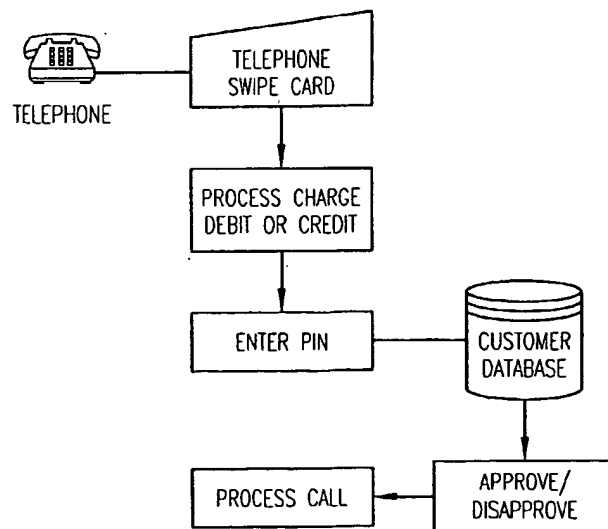 TELEPHONE
TELEPHONE
SWIPE CARD
PROCESS CHARGE
DEBIT OR CREDIT
ENTER PIN
CUSTOMER
DATABASE
APPROVE/
DISAPPROVE
PROCESS CALL